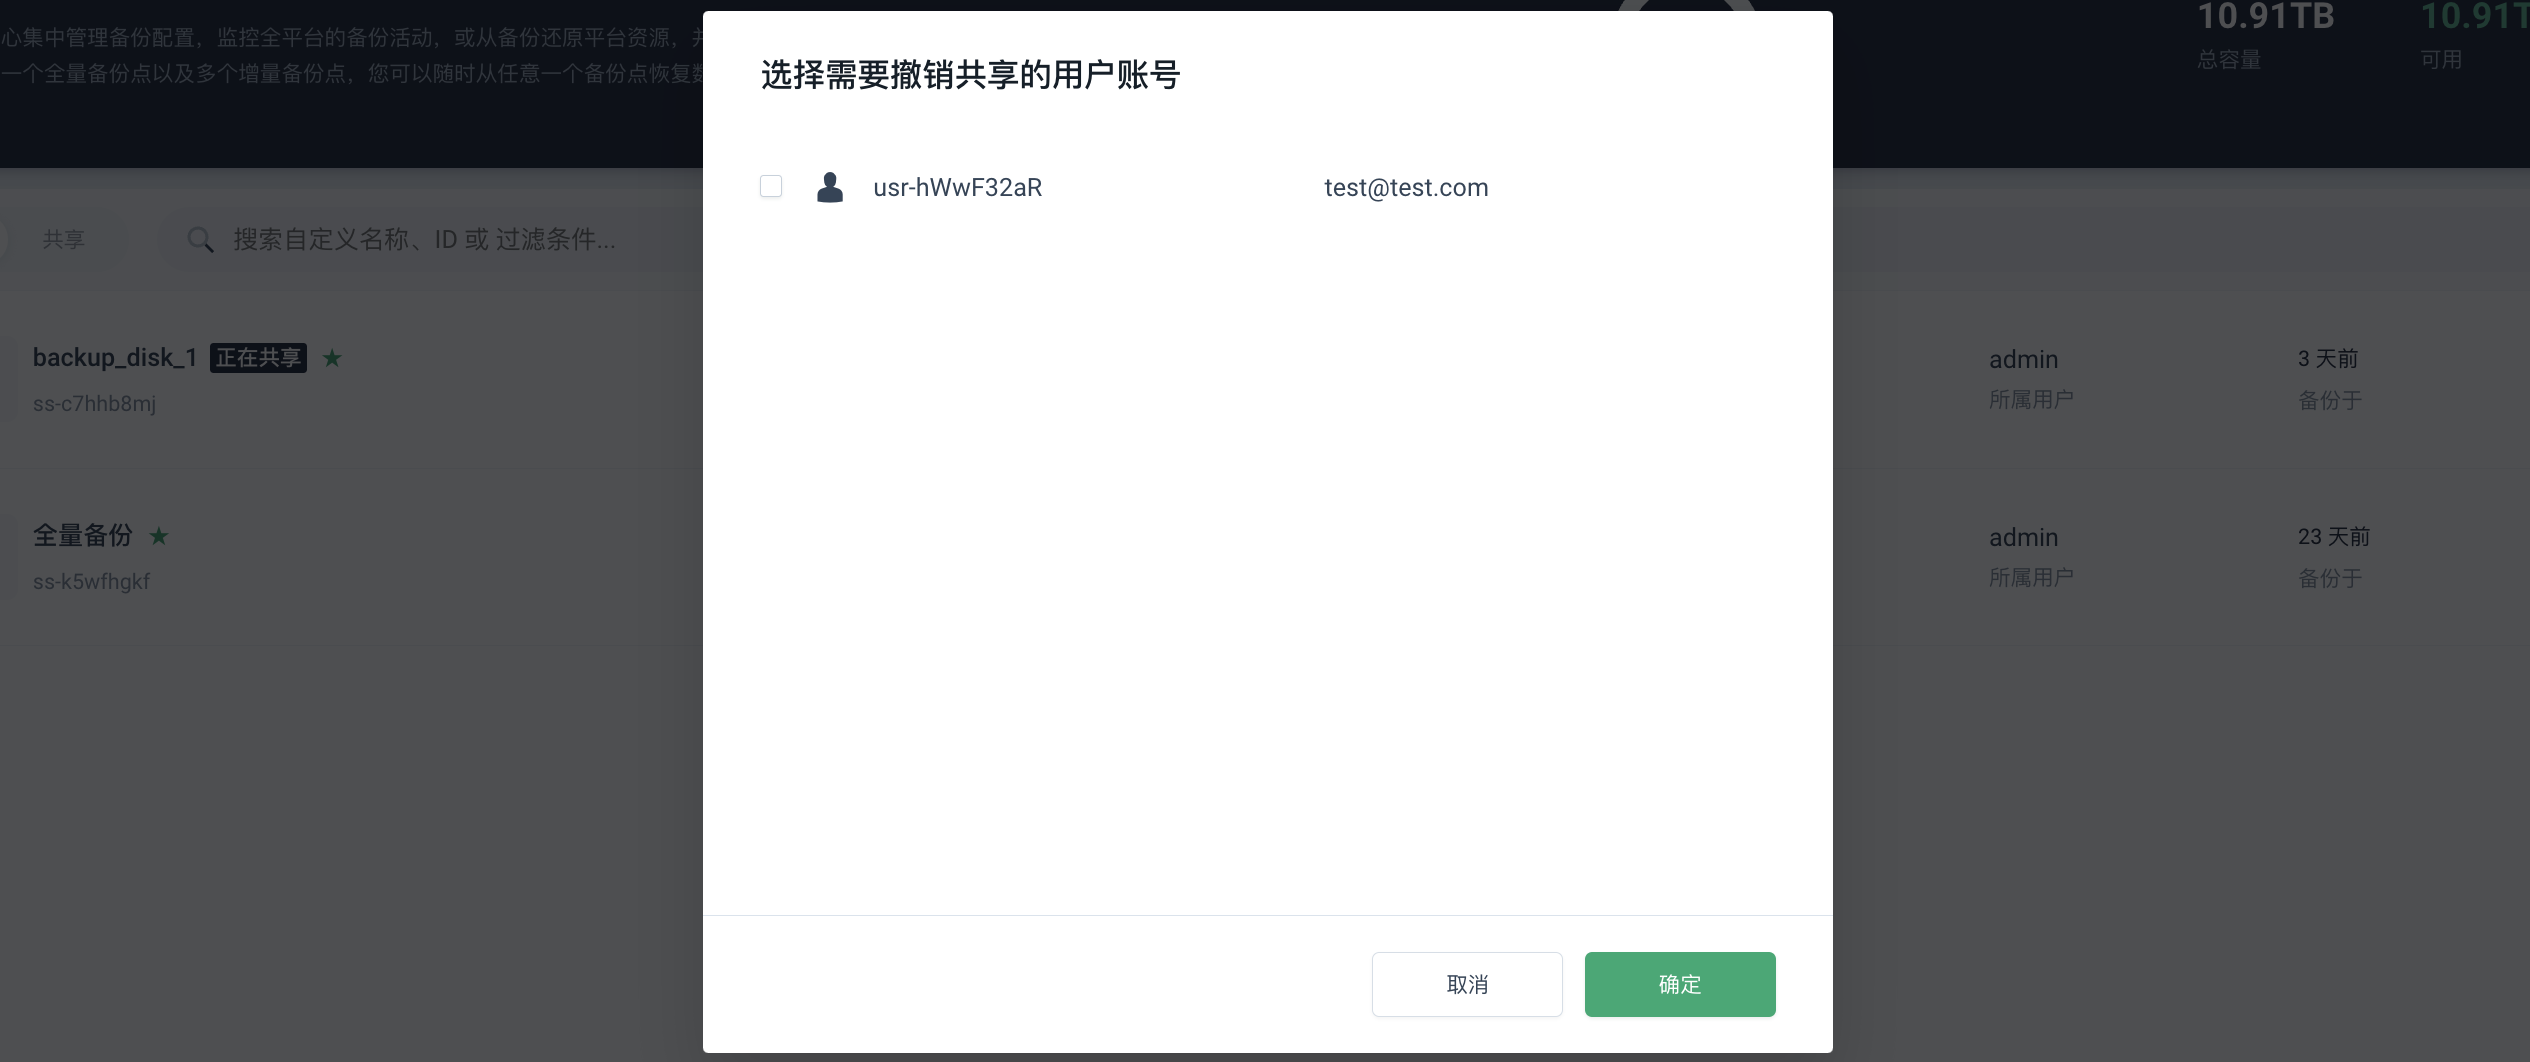 心集中管理备份配置，监控全平台的备份活动，或从备份还原平台资源，
一个全量备份点以及多个增量备份点，您可以随时从任意一个备份点恢复
10.91TB
总容量
10.91T
可用
选择需要撤销共享的用户账号
usr-hWwF32aR test@test.com
共享
搜索自定义名称、ID 或 过滤条件...
backup_disk_1 正在共享
ss-c7hhb8mj
admin
所属用户
3 天前
备份于
全量备份
ss-k5wfhgkf
admin
所属用户
23 天前
备份于
取消
确定